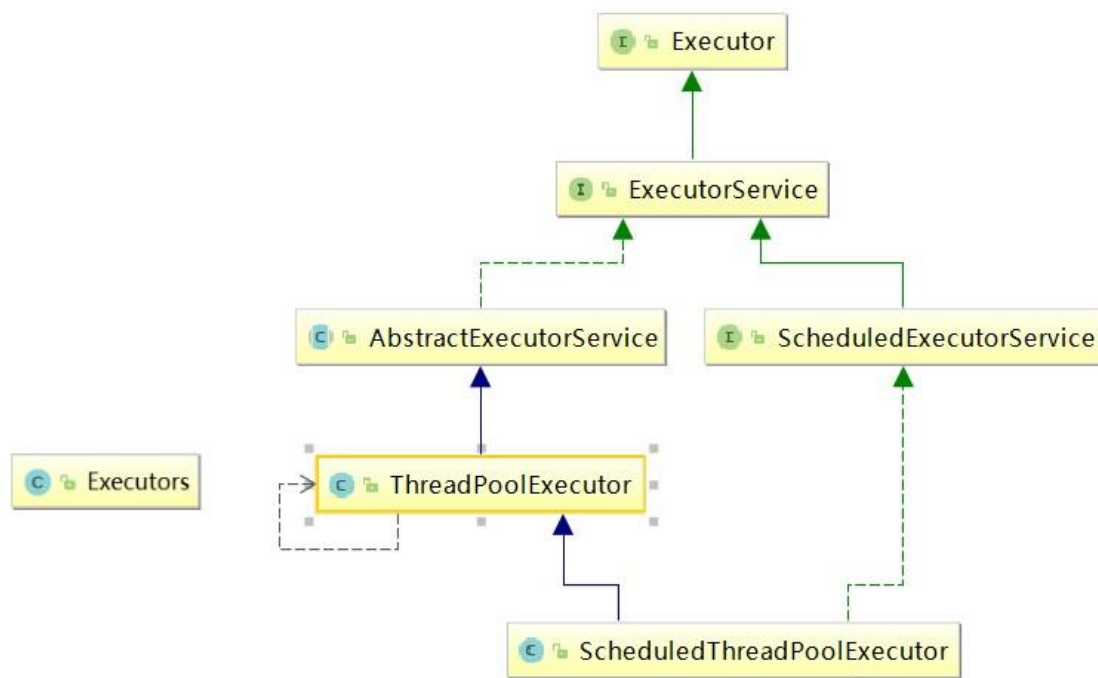 I Executor
I ExecutorService
C AbstractExecutorService
I ScheduledExecutorService
C Executors
C ThreadPoolExecutor
C ScheduledThreadPoolExecutor